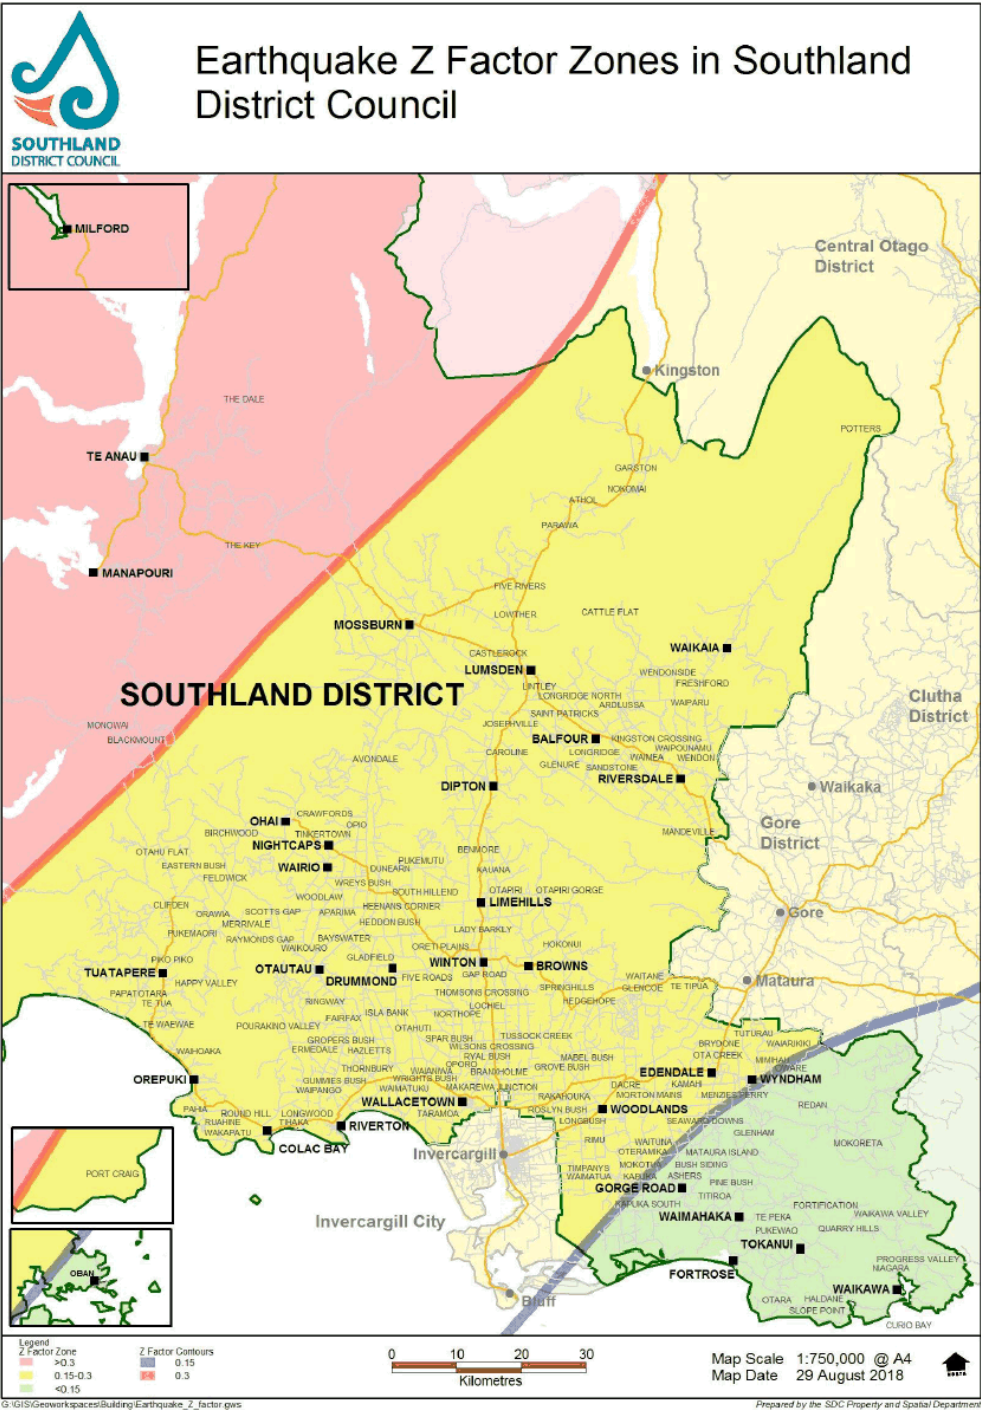 Earthquake Z Factor Zones in Southland
District Council
SOUTHLAND
DISTRICT COUNCIL
MILFORD
Central Otago
District
Kingston
THE DALE
POTTERS
TE ANAU
GARSTON
NOKOMAI
ATHOL
PARAWA
THE KEY
MANAPOURI
FIVE RIVERS
LOWTHER
CATTLE FLAT
MOSSBURN
CASTLEROCK
WAIKAIA
LUMSDEN
WENDONSIDE
FRESHFORD
LINTLEY
SOUTHLAND DISTRICT
LONGRIDGE NORTH
ARDLUSSA
WAIPARU
Clutha
District
SAINT PATRICKS
MONOWAI
JOSEPHVILLE
BLACKMOUNT
BALFOUR
KINGSTON CROSSING
CAROLINE
LONGRIDGE
WAIPOUNAMU
AVONDALE
WAIMEA
WENDON
GLENURE
SANDSTONE
RIVERSDALE
DIPTON
Waikaka
CRAWFORDS
OHAI
OPIO
Gore
District
BIRCHWOOD
TINKERTOWN
MANDEVILLE
NIGHTCAPS
OTAHU FLAT
BENMORE
EASTERN BUSH
PUKEMUTU
WAIRIO
DUNEARN
KAUANA
FELDWICK
WREYS BUSH
SOUTH HILLEND
OTAPIRI
OTAPIRI GORGE
WOODLAW
LIMEHILLS
CLIFDEN
HEENANS CORNER
ORAWIA
SCOTTS GAP
APARIMA
Gore
MERRIVALE
HEDDON BUSH
PUKEMAORI
LADY BARKLY
RAYMONDS GAP
BAYSWATER
WAIKOURO
ORETI PLAINS
HOKONUI
PIKO PIKO
GLADFIELD
WINTON
BROWNS
TUATAPERE
OTAUTAU
DRUMMOND
FIVE ROADS
GAP ROAD
WAITANE
HAPPY VALLEY
GLENCOE
TE TIPUA
Mataura
SPRINGHILLS
PAPATOTARA
THOMSONS CROSSING
HEDGEHOPE
TE TUA
RINGWAY
LOCHIEL
ISLA BANK
NORTHOPE
FAIRFAX
TE WAEWAE
POURAKINO VALLEY
OTAHUTI
TUTURAU
GROPERS BUSH
SPAR BUSH
TUSSOCK CREEK
BRYDONE
WAIARIKIKI
WAIHOAKA
ERMEDALE
HAZLETTS
WILSONS CROSSING
OTA CREEK
RYAL BUSH
MABEL BUSH
MIMIHAU
OPORO
GROVE BUSH
OWARE
THORNBURY
WAIANIWA
BRANXHOLME
EDENDALE
OREPUKI
GUMMIES BUSH
WRIGHTS BUSH
WYNDHAM
WAIPANGO
WAIMATUKU
MAKAREWA JUNCTION
DACRE
KAMAHI
RAKAHOUKA
MORTON MAINS
MENZIES FERRY
WALLACETOWN
REDAN
PAHIA
ROUND HILL
LONGWOOD
TARAMOA
ROSLYN BUSH
WOODLANDS
RUAHINE
TIHAKA
LONGBUSH
SEAWARD DOWNS
WAKAPATU
RIVERTON
GLENHAM
RIMU
WAITUNA
MOKORETA
COLAC BAY
Invercargill
OTERAMIKA
MATAURA ISLAND
TIMPANYS
MOKOTUA
BUSH SIDING
PORT CRAIG
WAIMATUA
KAPUKA
ASHERS
PINE BUSH
GORGE ROAD
TITIROA
KAPUKA SOUTH
FORTIFICATION
WAIKAWA VALLEY
Invercargill City
WAIMAHAKA
TE PEKA
PUKEWAO
QUARRY HILLS
TOKANUI
PROGRESS VALLEY
NIAGARA
OBAN
FORTROSE
WAIKAWA
Bluff
OTARA
HALDANE
SLOPE POINT
CURIO BAY
Legend
Z Factor Zone
Z Factor Contours
>0.3
0.15
0.15-0.3
0.3
<0.15
0 10 20 30
Kilometres
Map Scale 1:750,000 @ A4
Map Date 29 August 2018
NORTH
G:\GIS\Geoworkspaces\Building\Earthquake_Z_factor.gws
Prepared by the SDC Property and Spatial Department